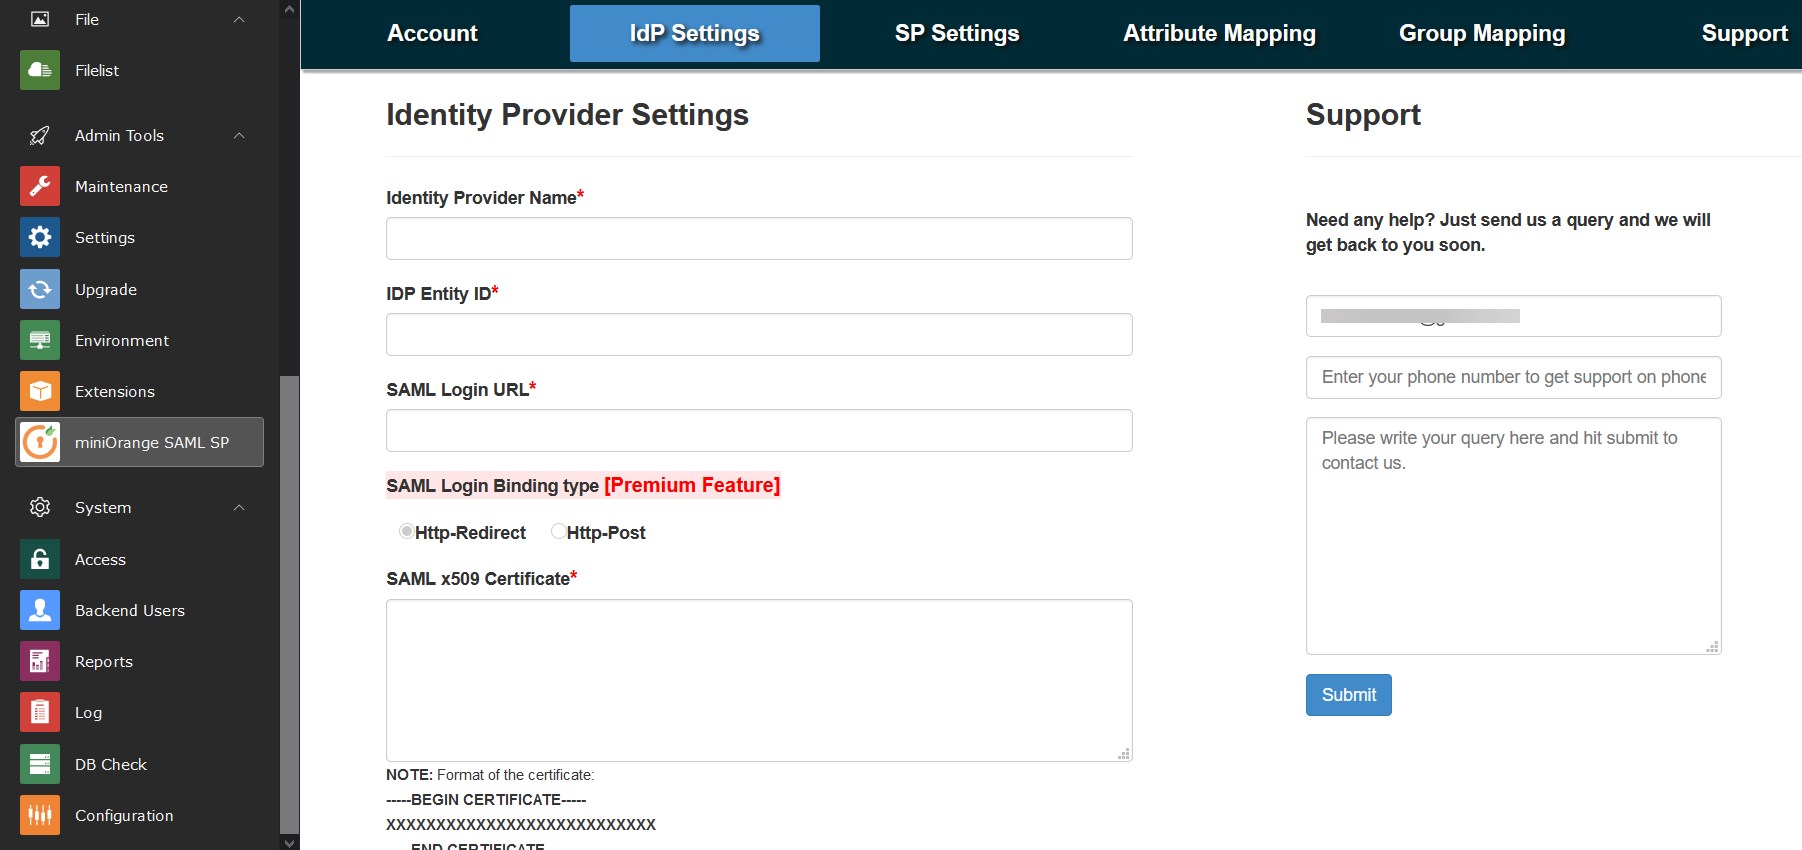 File
Filelist
Admin Tools
Maintenance
Settings
Upgrade
Environment
Extensions
miniOrange SAML SP
System
Access
Backend Users
Reports
Log
DB Check
Configuration
Account
IdP Settings
SP Settings
Attribute Mapping
Group Mapping
Support
Identity Provider Settings
Identity Provider Name*
IDP Entity ID*
SAML Login URL*
SAML Login Binding type [Premium Feature]
Http-Redirect
Http-Post
SAML x509 Certificate*
NOTE: Format of the certificate:
-----BEGIN CERTIFICATE-----
XXXXXXXXXXXXXXXXXXXXXXXXXXX
END CERTIFICATE
Support
Need any help? Just send us a query and we will
get back to you soon.
Enter your phone number to get support on phone
Please write your query here and hit submit to
contact us.
Submit